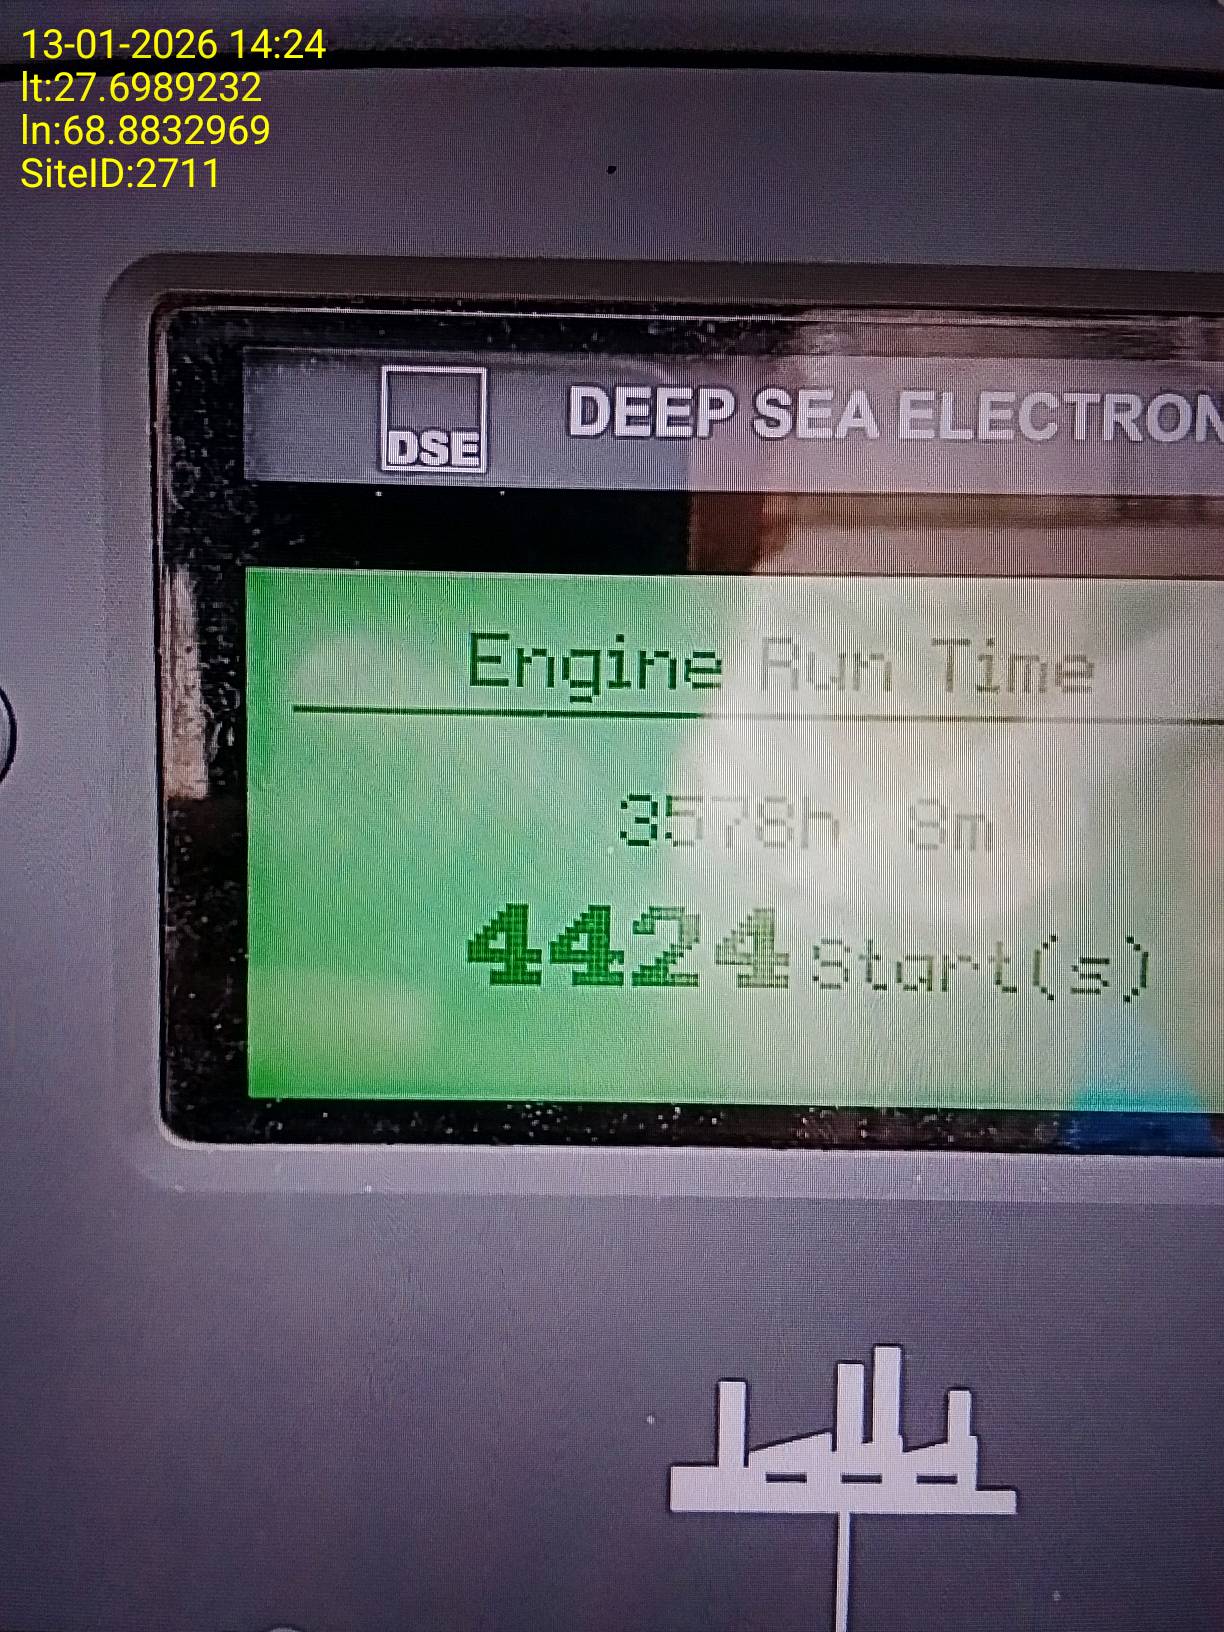 13-01-2026 14:24
lt:27.6989232
ln:68.8832969
SiteID:2711
DSE
DEEP SEA ELECTRON
Engine Run Time
3578h 8m
4424 Start(s)